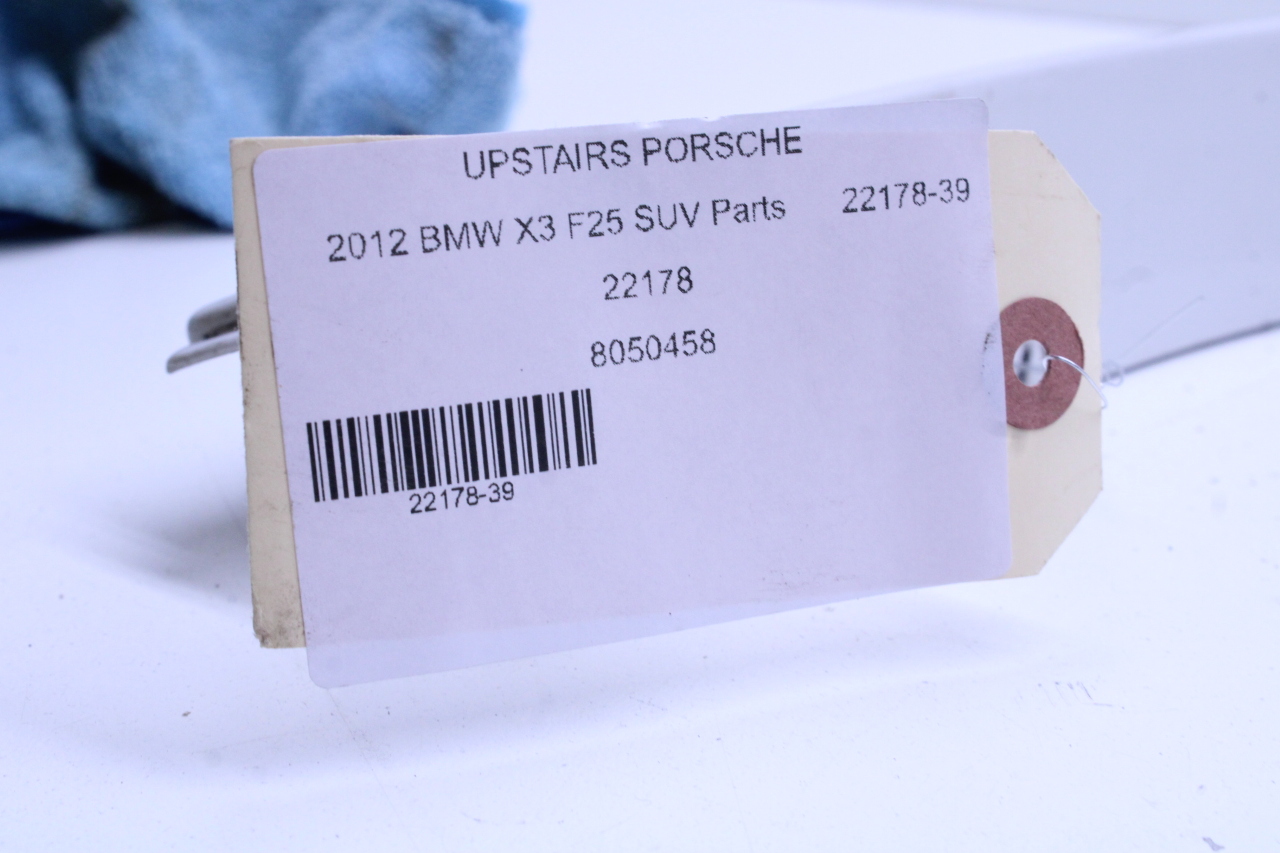 UPSTAIRS PORSCHE
2012 BMW X3 F25 SUV Parts 22178-39
22178
8050458
22178-39